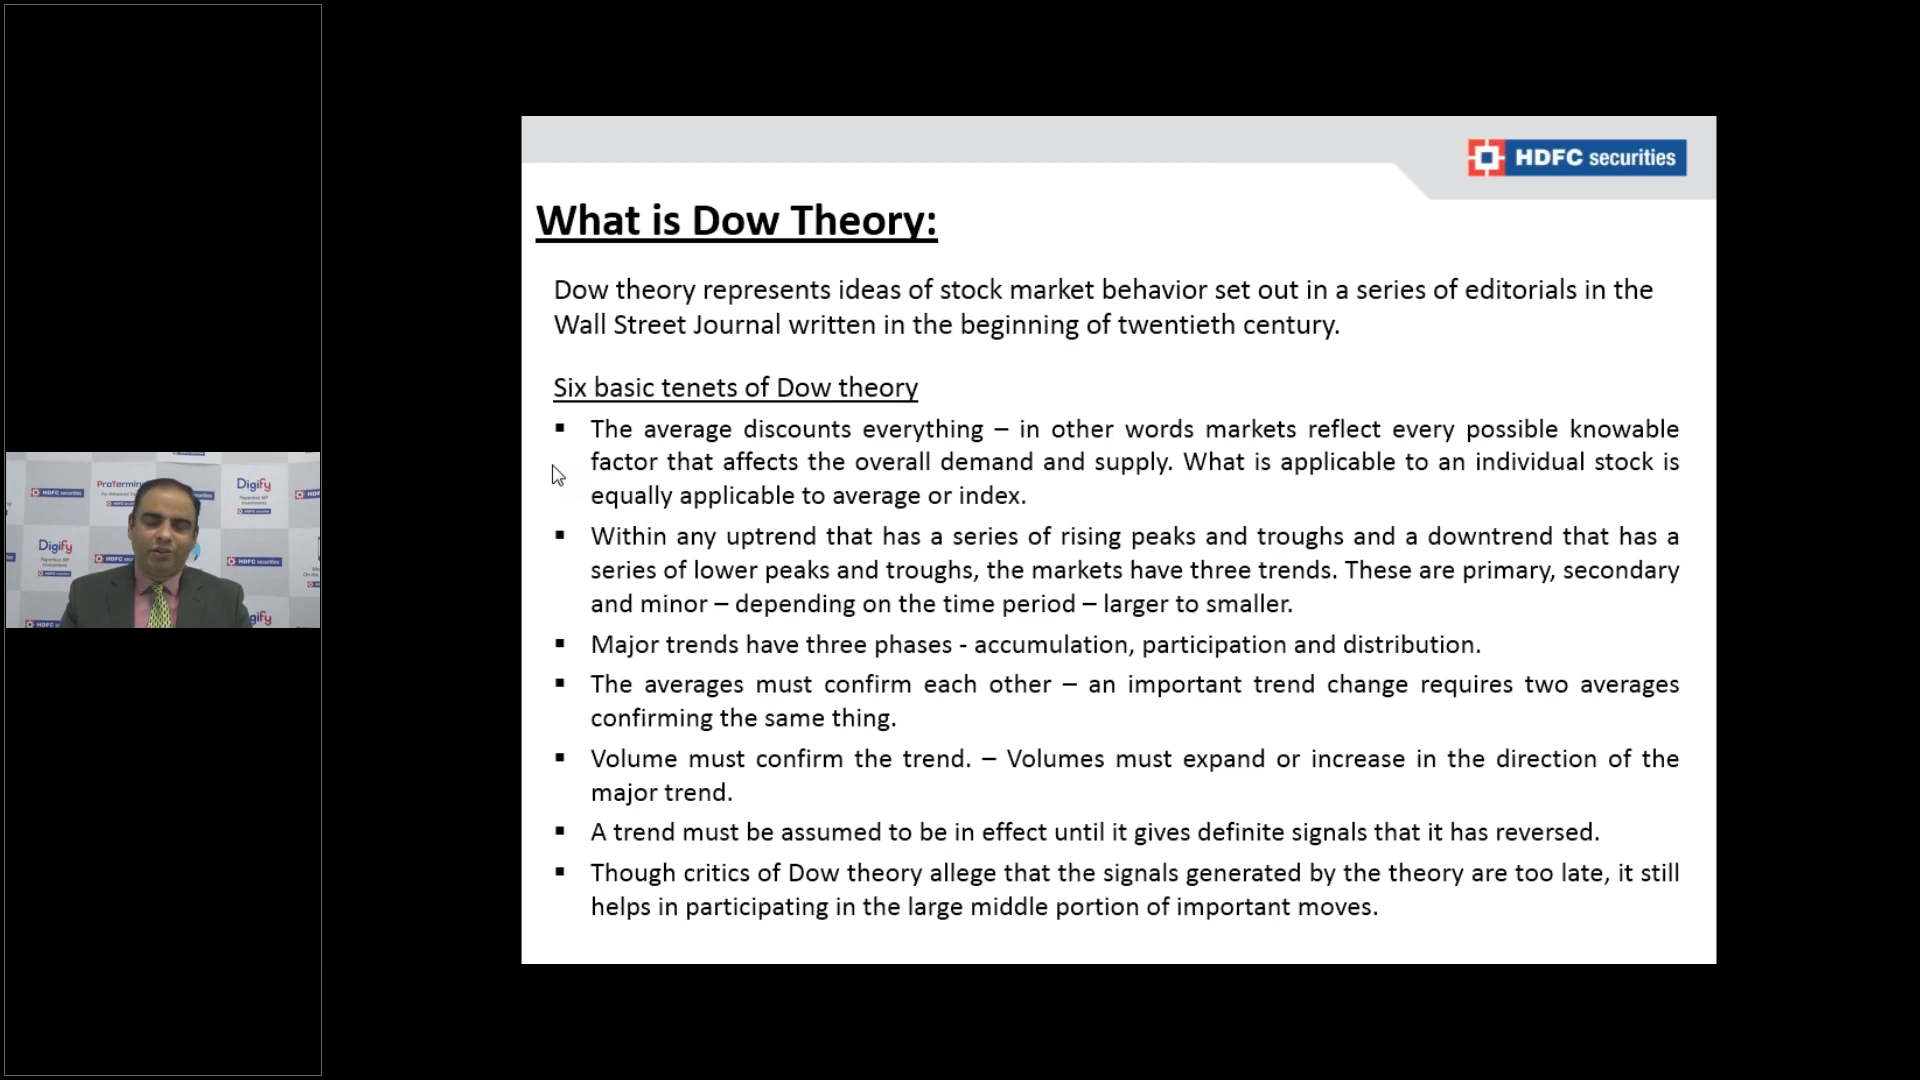 HDFC securities
What is Dow Theory:
Dow theory represents ideas of stock market behavior set out in a series of editorials in the
Wall Street Journal written in the beginning of twentieth century.
Six basic tenets of Dow theory
▪ The average discounts everything – in other words markets reflect every possible knowable
factor that affects the overall demand and supply. What is applicable to an individual stock is
equally applicable to average or index.
▪ Within any uptrend that has a series of rising peaks and troughs and a downtrend that has a
series of lower peaks and troughs, the markets have three trends. These are primary, secondary
and minor – depending on the time period – larger to smaller.
▪ Major trends have three phases - accumulation, participation and distribution.
▪ The averages must confirm each other – an important trend change requires two averages
confirming the same thing.
▪ Volume must confirm the trend. – Volumes must expand or increase in the direction of the
major trend.
▪ A trend must be assumed to be in effect until it gives definite signals that it has reversed.
▪ Though critics of Dow theory allege that the signals generated by the theory are too late, it still
helps in participating in the large middle portion of important moves.
HDFC securities
Digify
HDFC securities
Digify
HDFC securities
HDFC securities